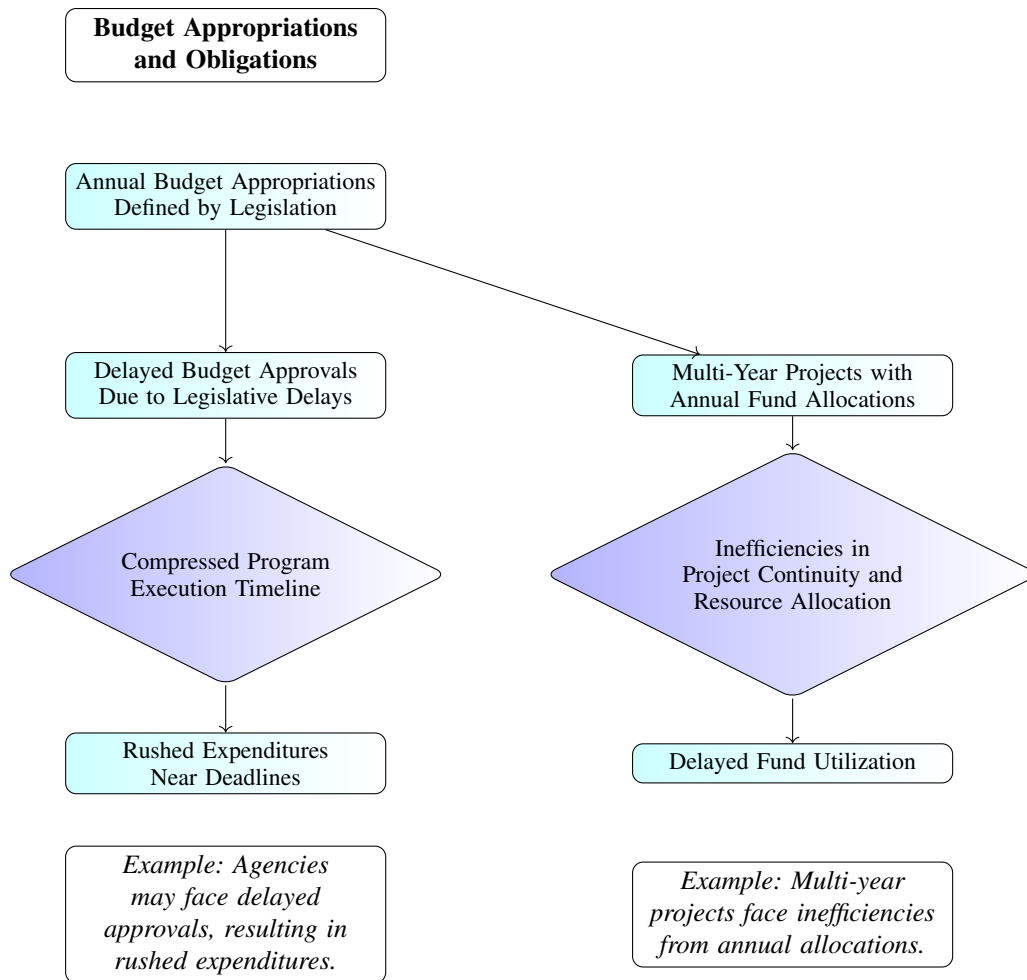 Budget Appropriations
and Obligations
Annual Budget Appropriations
Defined by Legislation
Delayed Budget Approvals
Due to Legislative Delays
Multi-Year Projects with
Annual Fund Allocations
Compressed Program
Execution Timeline
Inefficiencies in
Project Continuity and
Resource Allocation
Rushed Expenditures
Near Deadlines
Delayed Fund Utilization
Example: Agencies
may face delayed
approvals, resulting in
rushed expenditures.
Example: Multi-year
projects face inefficiencies
from annual allocations.